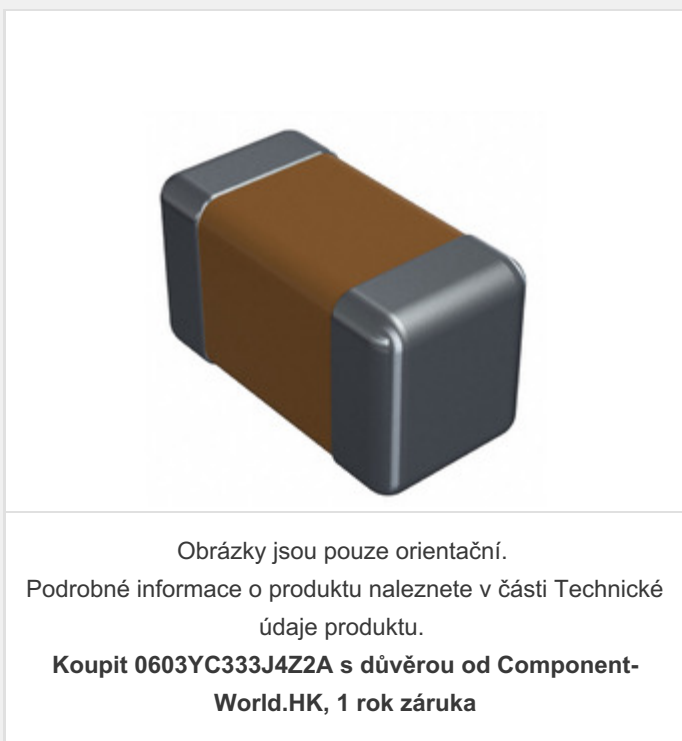 Obrázky jsou pouze orientační.
Podrobné informace o produktu naleznete v části Technické
údaje produktu.
Koupit 0603YC333J4Z2A s důvěrou od Component-
World.HK, 1 rok záruka